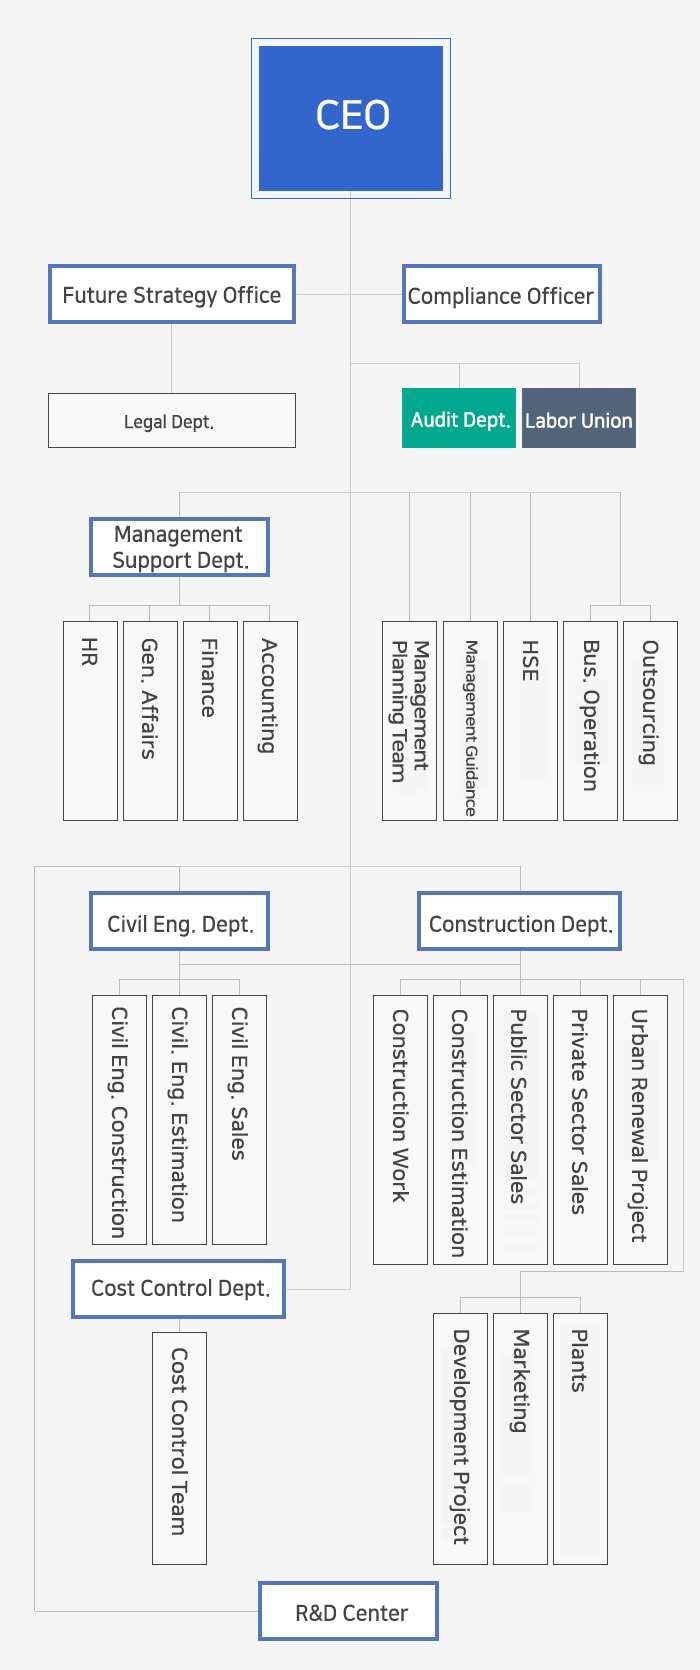 CEO
Future Strategy Office
Compliance Officer
Legal Dept.
Audit Dept.
Labor Union
Management
Support Dept.
HR
Gen. Affairs
Finance
Accounting
Management
Planning Team
Management Guidance
HSE
Bus. Operation
Outsourcing
Civil Eng. Dept.
Construction Dept.
Civil Eng. Construction
Civil. Eng. Estimation
Civil Eng. Sales
Construction Work
Construction Estimation
Public Sector Sales
Private Sector Sales
Urban Renewal Project
Cost Control Dept.
Cost Control Team
Development Project
Marketing
Plants
R&D Center